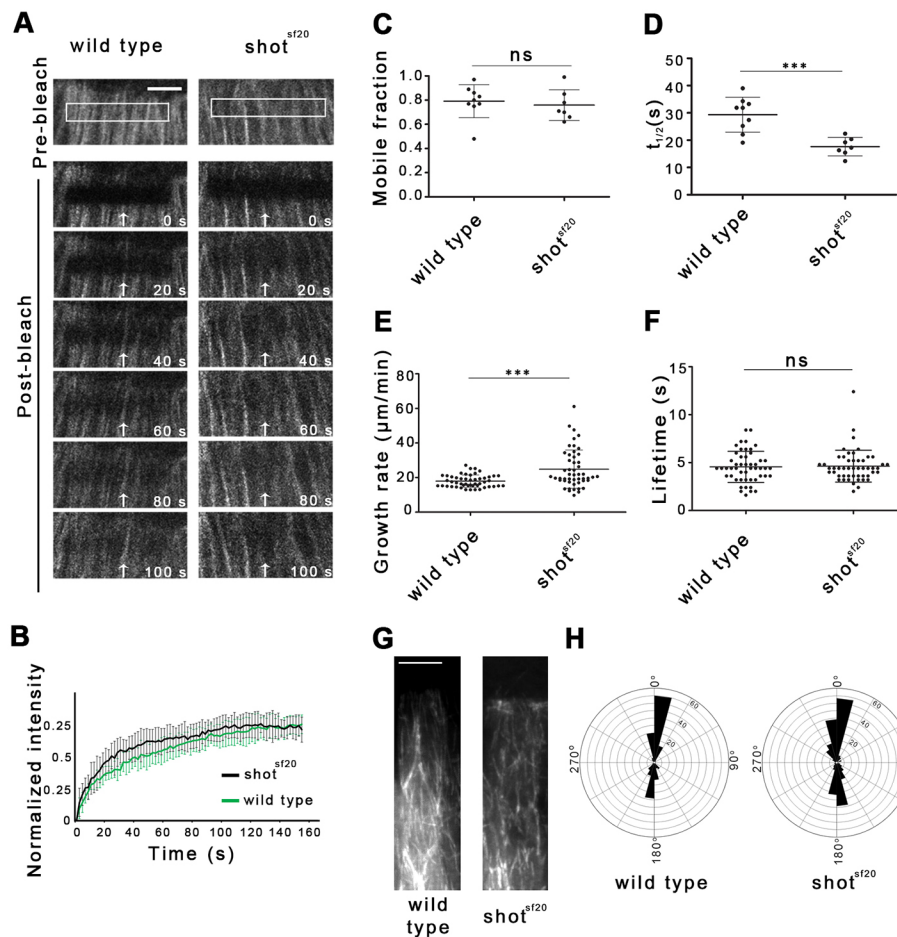 A
wild type
shot^sf20
Pre-bleach
Post-bleach
0 s
0 s
20 s
20 s
40 s
40 s
60 s
60 s
80 s
80 s
100 s
100 s
B
Normalized intensity
0.25
0.5
0.25
0
shot^sf20
wild type
20 40 60 80 100 120 140 160
Time (s)
C
ns
Mobile fraction
1.0
0.8
0.6
0.4
0.2
0.0
wild type
shot^sf20
D
***
t1/2(s)
50
40
30
20
10
0
wild type
shot^sf20
E
***
Growth rate (µm/min)
80
60
40
20
0
wild type
shot^sf20
F
ns
Lifetime (s)
15
10
5
0
wild type
shot^sf20
G
wild type
shot^sf20
H
0°
60
40
20
270°
90°
180°
wild type
0°
60
40
20
270°
180°
shot^sf20